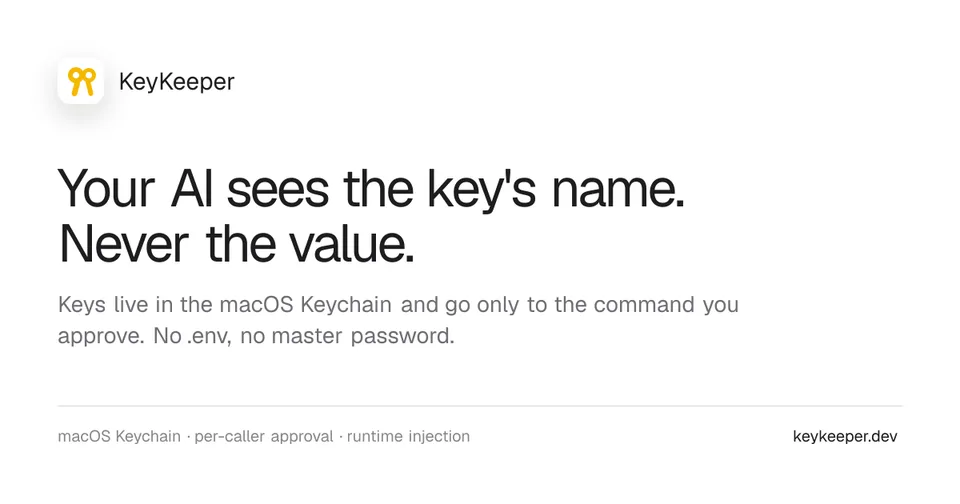 KeyKeeper
Your AI sees the key's name.
Never the value.
Keys live in the macOS Keychain and go only to the command you
approve. No .env, no master password.
macOS Keychain · per-caller approval · runtime injection
keykeeper.dev